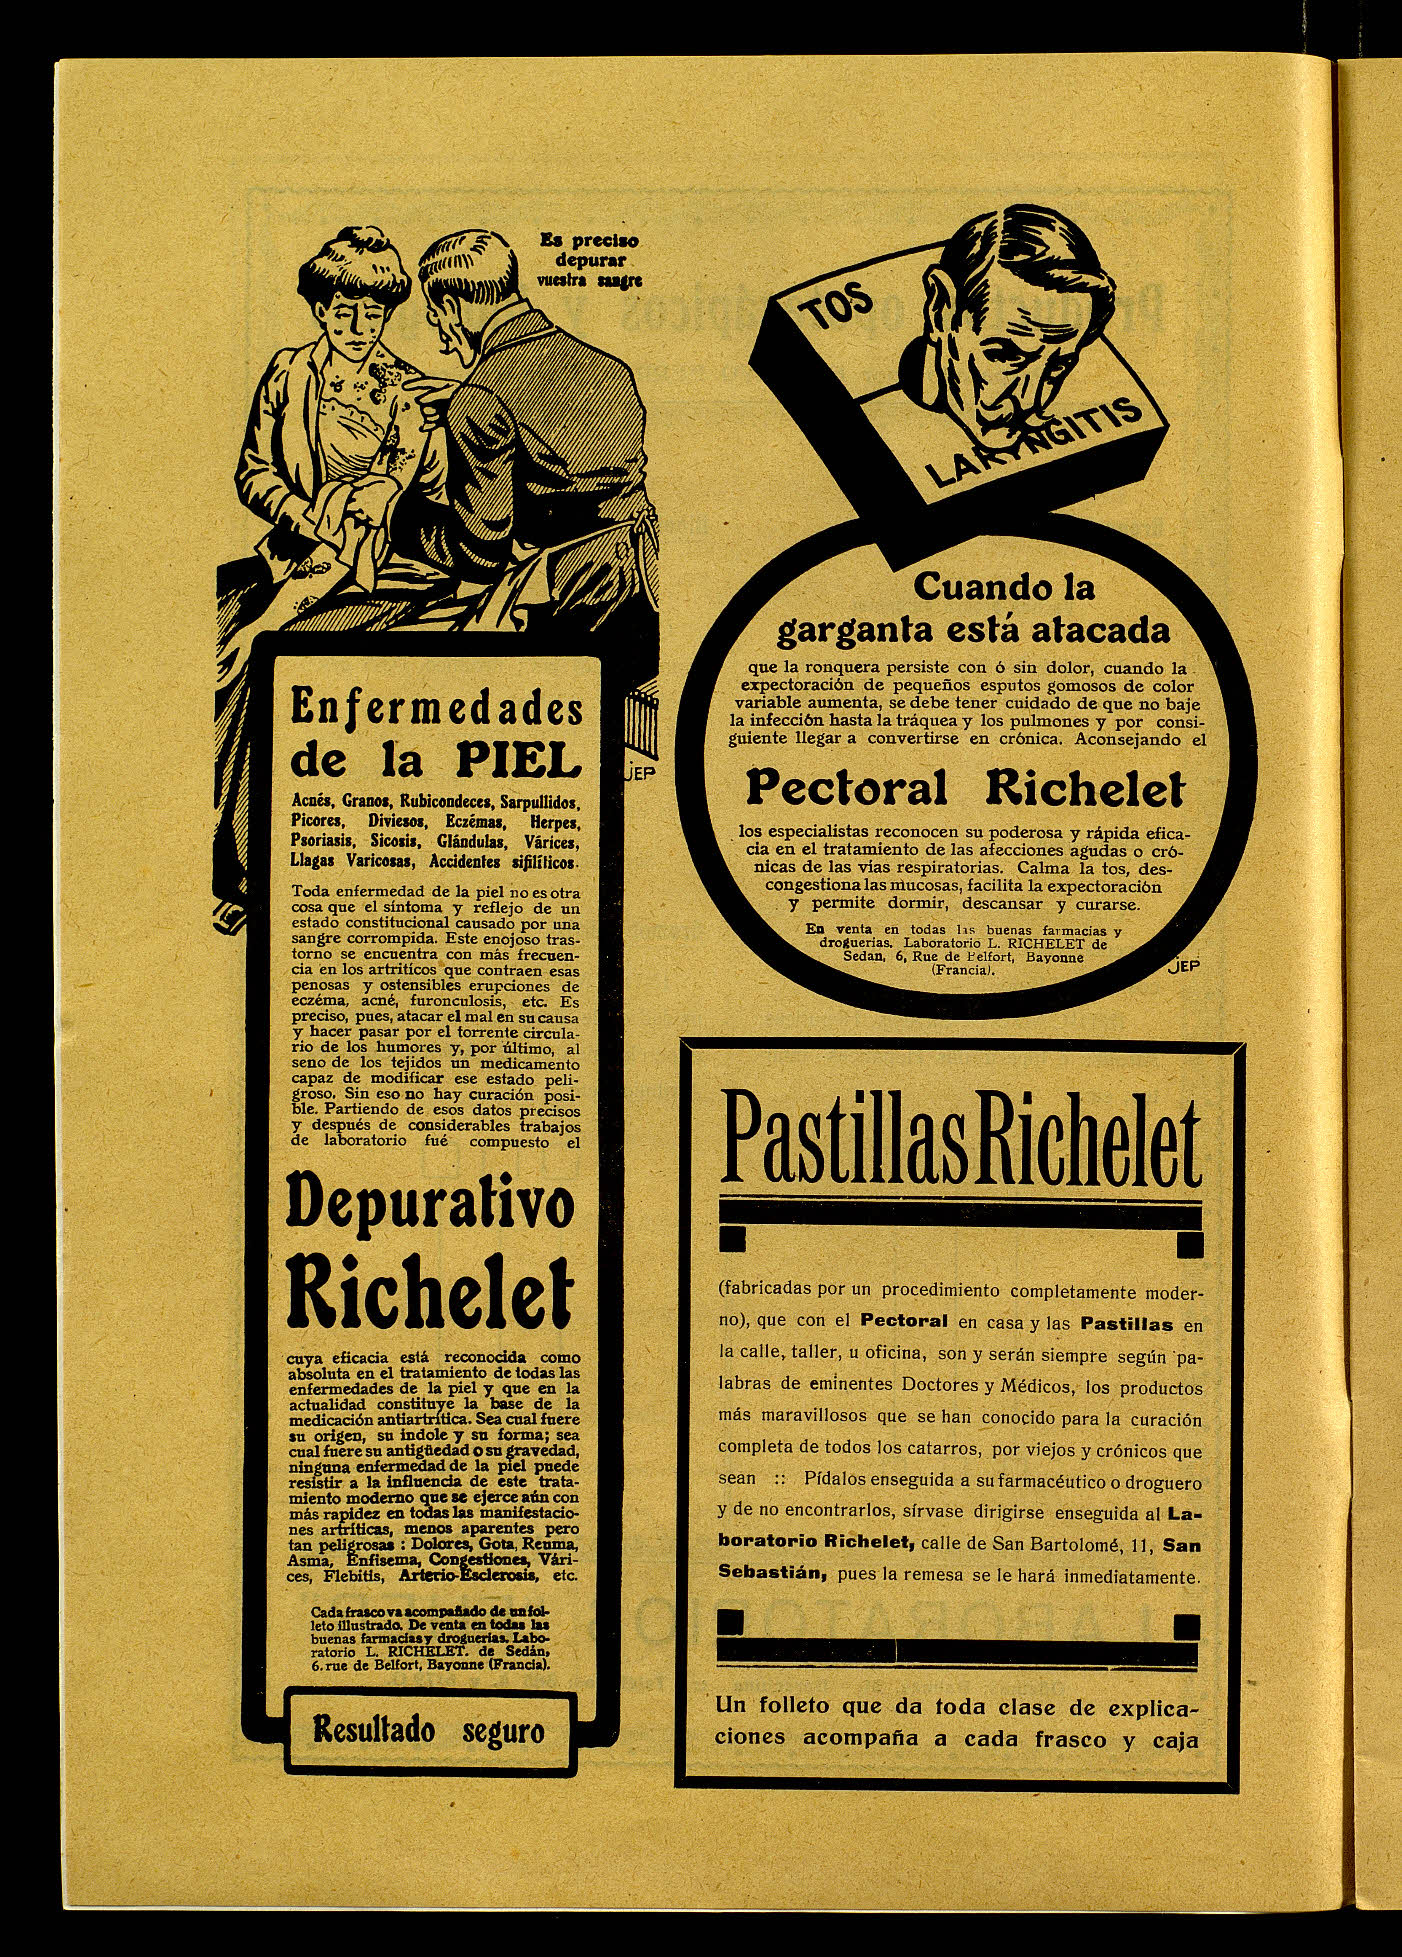 Es preciso
depurar
vuestra sangre
Enfermedades
de la PIEL
Acnés, Granos, Rubicondeces, Sarpullidos,
Picores, Diviesos, Eczémas, Herpes,
Psoriasis, Sicosis, Glándulas, Várices,
Llagas Varicosas, Accidentes sifilíticos.
Toda enfermedad de la piel no es otra
cosa que el síntoma y reflejo de un
estado constitucional causado por una
sangre corrompida. Este enojoso tras-
torno se encuentra con más frecuen-
cia en los artríticos que contraen esas
penosas y ostensibles erupciones de
eczéma, acné, furonculosis, etc. Es
preciso, pues, atacar el mal en su causa
y hacer pasar por el torrente circula-
rio de los humores y, por último, al
seno de los tejidos un medicamento
capaz de modificar ese estado peli-
groso. Sin eso no hay curación posi-
ble. Partiendo de esos datos precisos
y después de considerables trabajos
de laboratorio fué compuesto el
Depurativo
Richelet
cuya eficacia está reconocida como
absoluta en el tratamiento de todas las
enfermedades de la piel y que en la
actualidad constituye la base de la
medicación antiartrítica. Sea cual fuere
su origen, su indole y su forma; sea
cual fuere su antigüedad o su gravedad,
ninguna enfermedad de la piel puede
resistir a la influencia de este trata-
miento moderno que se ejerce aún con
más rapidez en todas las manifestacio-
nes artríticas, menos aparentes pero
tan peligrosas : Dolores, Gota, Reuma,
Asma, Enfisema, Congestiones, Vári-
ces, Flebitis, Arterio-Esclerosis, etc.
Cada frasco va acompañado de un fol-
leto illustrado. De venta en todas las
buenas farmacias y droguerías. Labo-
ratorio L. RICHELET. de Sedán,
6. rue de Belfort, Bayonne (Francia).
Resultado seguro
JEP
TOS
LARYNGITIS
Cuando la
garganta está atacada
que la ronquera persiste con ó sin dolor, cuando la
expectoración de pequeños esputos gomosos de color
variable aumenta, se debe tener cuidado de que no baje
la infección hasta la tráquea y los pulmones y por consi-
guiente llegar a convertirse en crónica. Aconsejando el
Pectoral Richelet
los especialistas reconocen su poderosa y rápida efica-
cia en el tratamiento de las afecciones agudas o cró-
nicas de las vías respiratorias. Calma la tos, des-
congestiona las mucosas, facilita la expectoración
y permite dormir, descansar y curarse.
En venta en todas las buenas farmacias y
droguerías. Laboratorio L. RICHELET de
Sedan, 6, Rue de Belfort, Bayonne
(Francia).
JEP
Pastillas Richelet
(fabricadas por un procedimiento completamente moder-
no), que con el Pectoral en casa y las Pastillas en
la calle, taller, u oficina, son y serán siempre según pa-
labras de eminentes Doctores y Médicos, los productos
más maravillosos que se han conocido para la curación
completa de todos los catarros, por viejos y crónicos que
sean :: Pídalos enseguida a su farmacéutico o droguero
y de no encontrarlos, sírvase dirigirse enseguida al La-
boratorio Richelet, calle de San Bartolomé, 11, San
Sebastián, pues la remesa se le hará inmediatamente.
Un folleto que da toda clase de explica-
ciones acompaña a cada frasco y caja